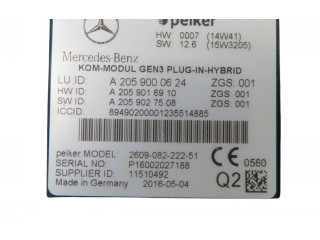 peiker
HW: 0007 (14W41)
SW: 12.6 (15W3205)
Mercedes-Benz
KOM-MODUL GEN3 PLUG-IN-HYBRID
LU ID: A 205 900 06 24 ZGS: 001
HW ID: A 205 901 69 10 ZGS: 001
SW ID: A 205 902 75 08 ZGS: 001
ICCID: 89490200001235514885
peiker MODEL: 2609-082-222-51
SERIAL: P16002027188
SUPPLIER ID: 11510492
Made in Germany 2016-05-04
CE 0560
Q2